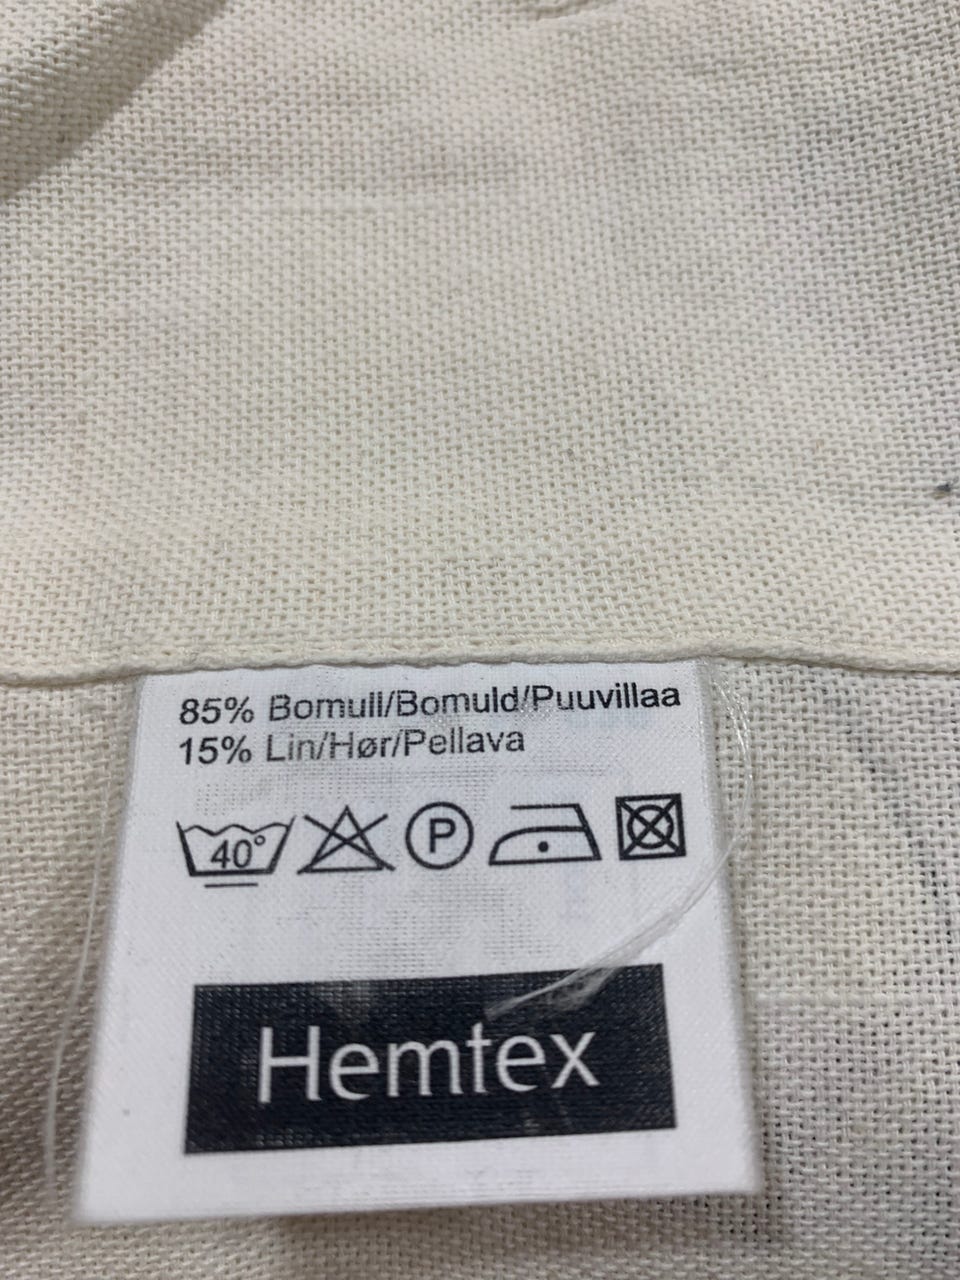 85% Bomull/Bomuld/Puuvillaa
15% Lin/Hør/Pellava
40° P
Hemtex